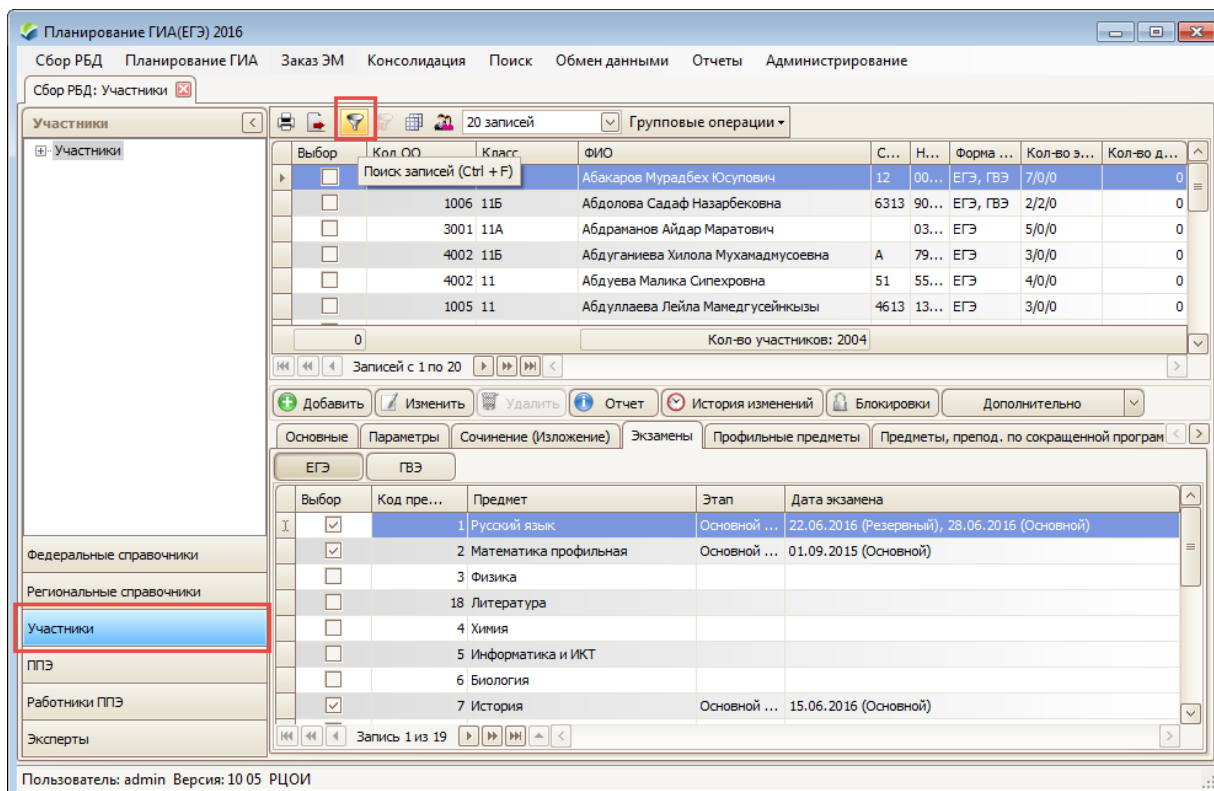 Планирование ГИА(ЕГЭ) 2016
Сбор РБД Планирование ГИА Заказ ЭМ Консолидация Поиск Обмен данными Отчеты Администрирование
Сбор РБД: Участники
Участники
20 записей Групповые операции
Участники
Выбор Код ОО Класс ФИО С... Н... Форма ... Кол-во э... Кол-во д...
Поиск записей (Ctrl + F)
Абакаров Мурадбех Юсупович 12 00... ЕГЭ, ГВЭ 7/0/0 0
1006 11Б Абдолова Садаф Назарбековна 6313 90... ЕГЭ, ГВЭ 2/2/0 0
3001 11А Абдраманов Айдар Маратович 03... ЕГЭ 5/0/0 0
4002 11Б Абдуганиева Хилола Мухамадмусоевна А 79... ЕГЭ 3/0/0 0
4002 11 Абдуева Малика Сипехровна 51 55... ЕГЭ 4/0/0 0
1005 11 Абдуллаева Лейла Мамедгусейнкызы 4613 13... ЕГЭ 3/0/0 0
0 Кол-во участников: 2004
Записей с 1 по 20
Добавить Изменить Удалить Отчет История изменений Блокировки Дополнительно
Основные Параметры Сочинение (Изложение) Экзамены Профильные предметы Предметы, препод. по сокращенной програм
ЕГЭ ГВЭ
Выбор Код пре... Предмет Этап Дата экзамена
1 Русский язык Основной ... 22.06.2016 (Резервный), 28.06.2016 (Основной)
2 Математика профильная Основной ... 01.09.2015 (Основной)
3 Физика
18 Литература
4 Химия
5 Информатика и ИКТ
6 Биология
7 История Основной ... 15.06.2016 (Основной)
Запись 1 из 19
Федеральные справочники
Региональные справочники
Участники
ППЭ
Работники ППЭ
Эксперты
Пользователь: admin Версия: 10 05 РЦОИ